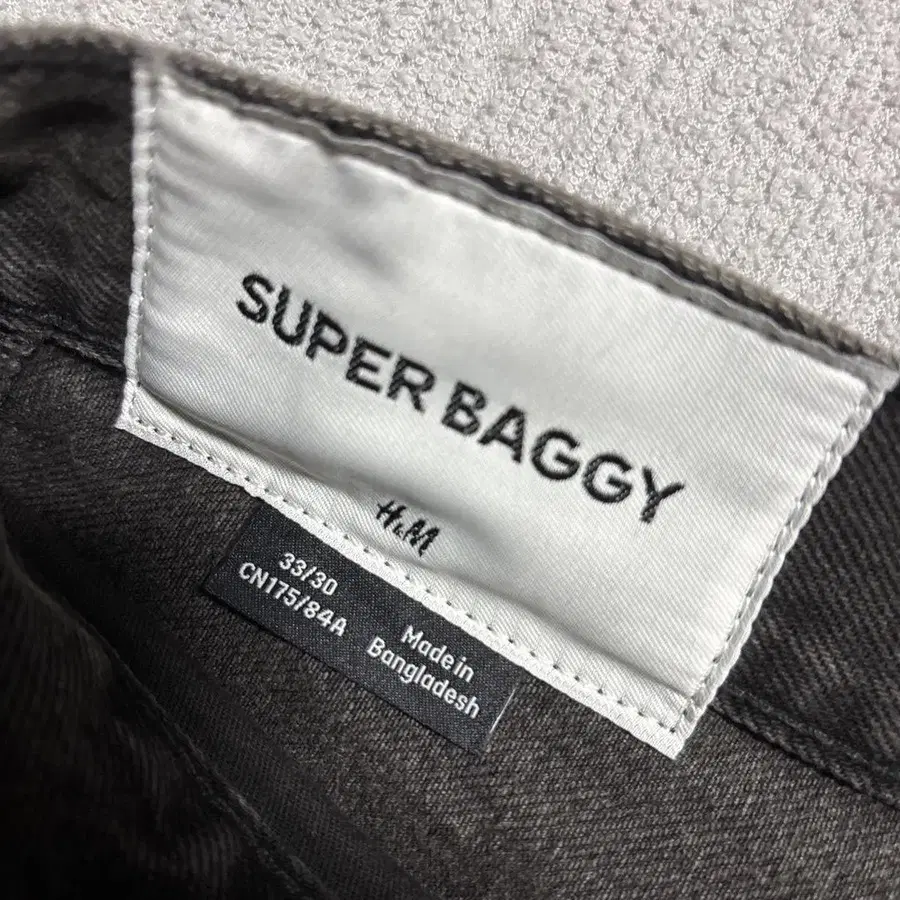 SUPER BAGGY
H&M
33/30
CN175/84A
Made in
Bangladesh